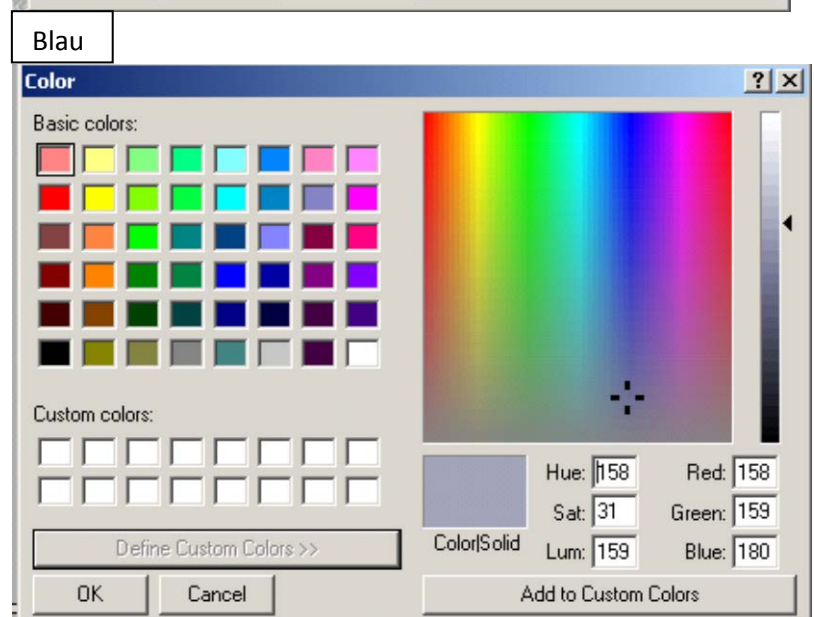 Blau
Color
Basic colors:
Custom colors:
Define Custom Colors >>
OK Cancel
Color|Solid
Hue: 158 Red: 158
Sat: 31 Green: 159
Lum: 159 Blue: 180
Add to Custom Colors